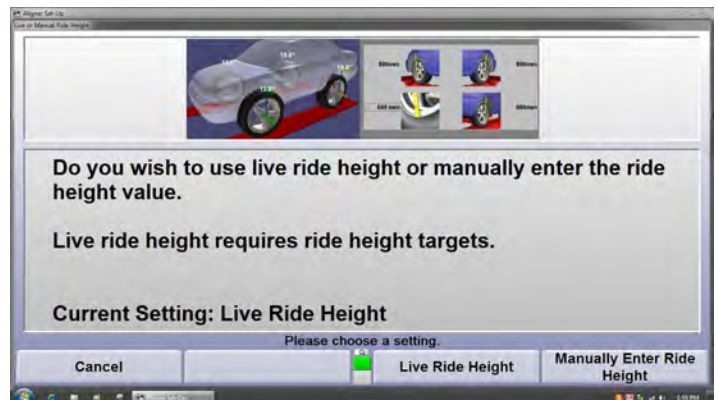 Aligner Set-Up
Live or Manual Ride Height
Do you wish to use live ride height or manually enter the ride
height value.
Live ride height requires ride height targets.
Current Setting: Live Ride Height
Please choose a setting.
Cancel
Live Ride Height
Manually Enter Ride
Height